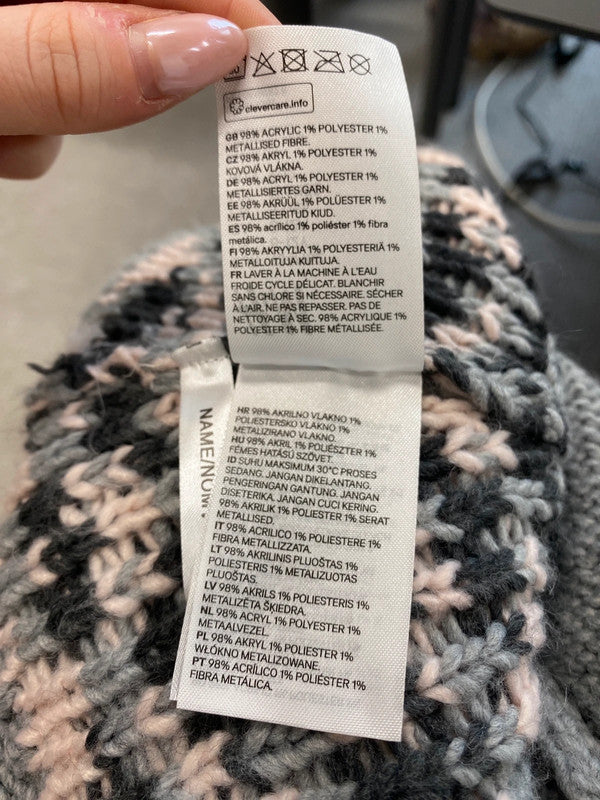 clevercare.info
GB 98% ACRYLIC 1% POLYESTER 1%
METALLISED FIBRE.
CZ 98% AKRYL 1% POLYESTER 1%
KOVOVÁ VLÁKNA.
DE 98% ACRYL 1% POLYESTER 1%
METALLISIERTES GARN.
EE 98% AKRÜÜL 1% POLÜESTER 1%
METALLISEERITUD KIUD.
ES 98% acrílico 1% poliéster 1% fibra
metálica.
FI 98% AKRYYLIA 1% POLYESTERIÄ 1%
METALLOITUJA KUITUJA.
FR LAVER À LA MACHINE À L'EAU
FROIDE CYCLE DÉLICAT. BLANCHIR
SANS CHLORE SI NÉCESSAIRE. SÉCHER
À L'AIR. NE PAS REPASSER. PAS DE
NETTOYAGE À SEC. 98% ACRYLIQUE 1%
POLYESTER 1% FIBRE MÉTALLISÉE.
HR 98% AKRILNO VLAKNO 1%
POLIESTERSKO VLAKNO 1%
METALIZIRANO VLAKNO.
HU 98% AKRIL 1% POLIÉSZTER 1%
FÉMES HATÁSÚ SZÖVET.
ID SUHU MAKSIMUM 30°C PROSES
SEDANG. JANGAN DIKELANTANG
PENGERINGAN GANTUNG. JANGAN
DISETERIKA. JANGAN CUCI KERING.
98% AKRILIK 1% POLIESTER 1% SERAT
METALLISED.
IT 98% ACRILICO 1% POLIESTERE 1%
FIBRA METALLIZZATA.
LT 98% AKRILINIS PLUOŠTAS 1%
POLIESTERIS 1% METALIZUOTAS
PLUOŠTAS.
LV 98% AKRILS 1% POLIESTERIS 1%
METALIZĒTA ŠĶIEDRA.
NL 98% ACRYL 1% POLYESTER 1%
METAALVEZEL.
PL 98% AKRYL 1% POLYESTER 1%
WŁÓKNO METALIZOWANE.
PT 98% ACRÍLICO 1% POLIÉSTER 1%
FIBRA METÁLICA.
NAME/NOM